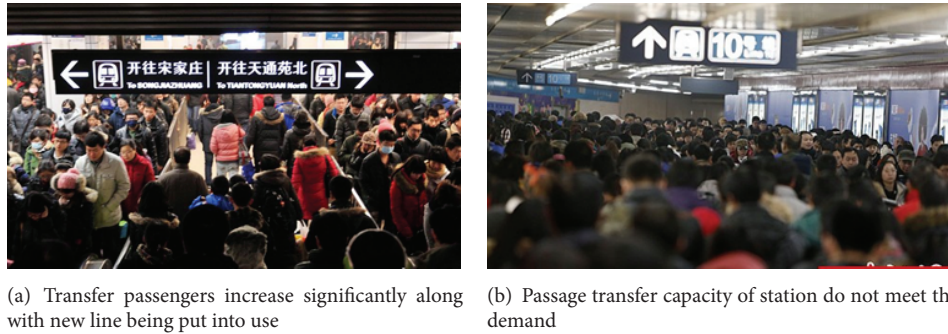 开往宋家庄 开往天通苑北
To SONGJIAZHUANG To TIANTONGYUAN North
10
(a) Transfer passengers increase significantly along
with new line being put into use
(b) Passage transfer capacity of station do not meet th
demand